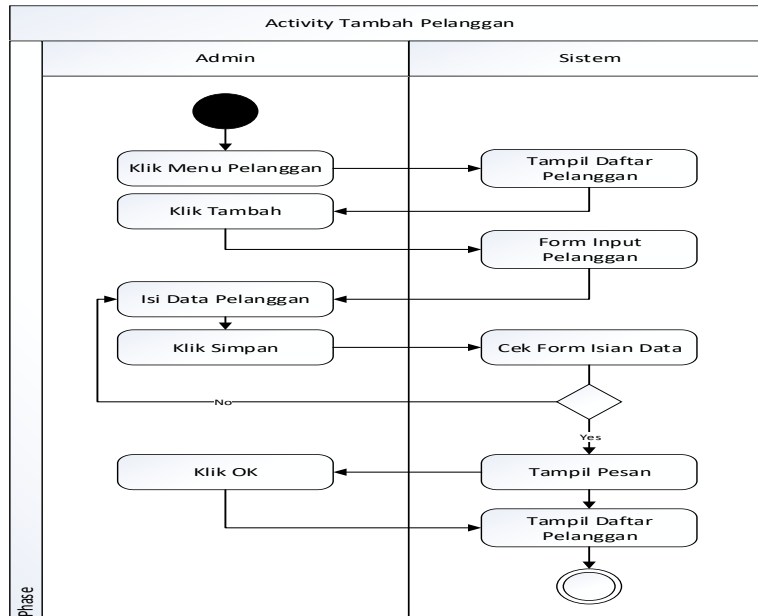 Activity Tambah Pelanggan
Admin
Sistem
Klik Menu Pelanggan
Tampil Daftar
Pelanggan
Klik Tambah
Form Input
Pelanggan
Isi Data Pelanggan
Klik Simpan
Cek Form Isian Data
No
Yes
Klik OK
Tampil Pesan
Tampil Daftar
Pelanggan
Phase